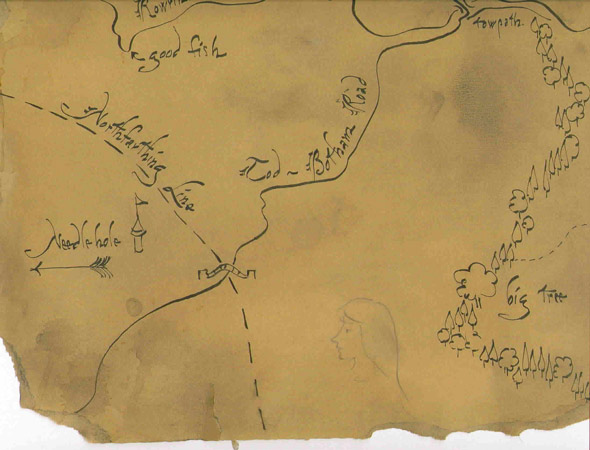 good fish
towpath
Northfarthing Line
Tod ~ Botham Road
Needlehole
big tree